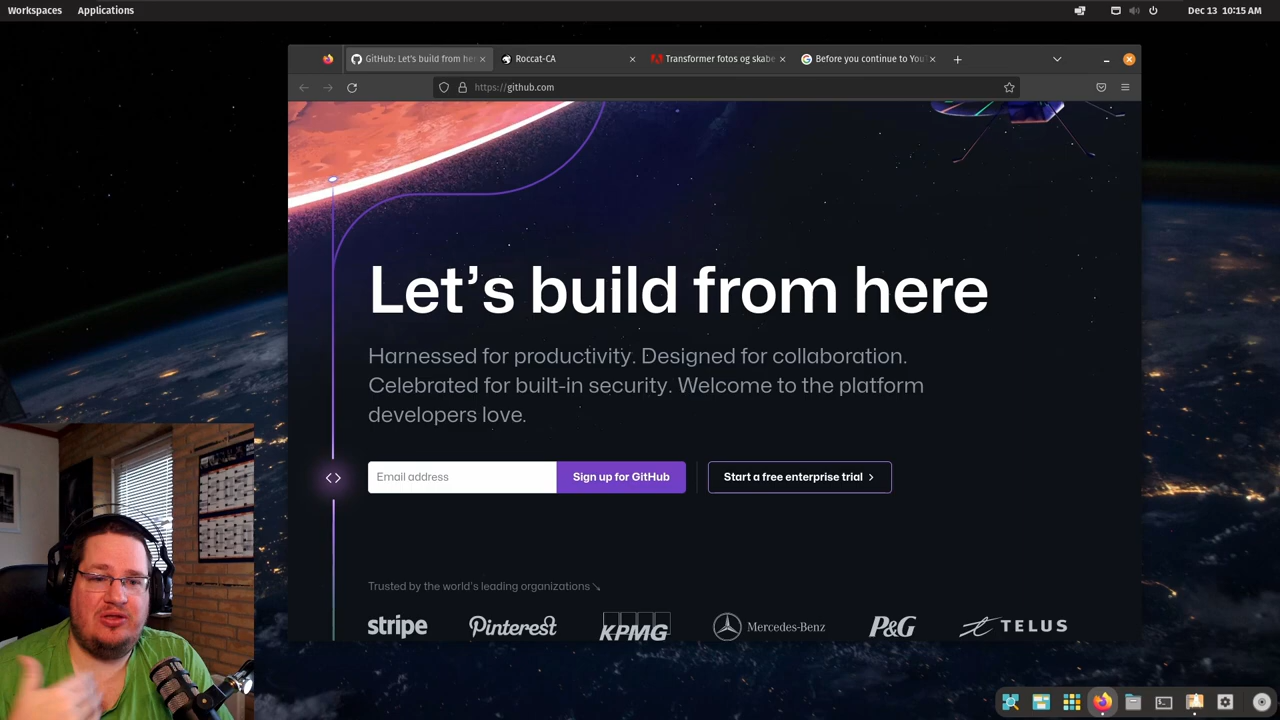 Workspaces
Applications
Dec 13 10:15 AM
GitHub: Let's build from her
Roccat-CA
Transformer fotos og skabe
Before you continue to YouT
https://github.com
Let's build from here
Harnessed for productivity. Designed for collaboration.
Celebrated for built-in security. Welcome to the platform
developers love.
Email address
Sign up for GitHub
Start a free enterprise trial
Trusted by the world's leading organizations
stripe
Pinterest
KPMG
Mercedes-Benz
P&G
TELUS